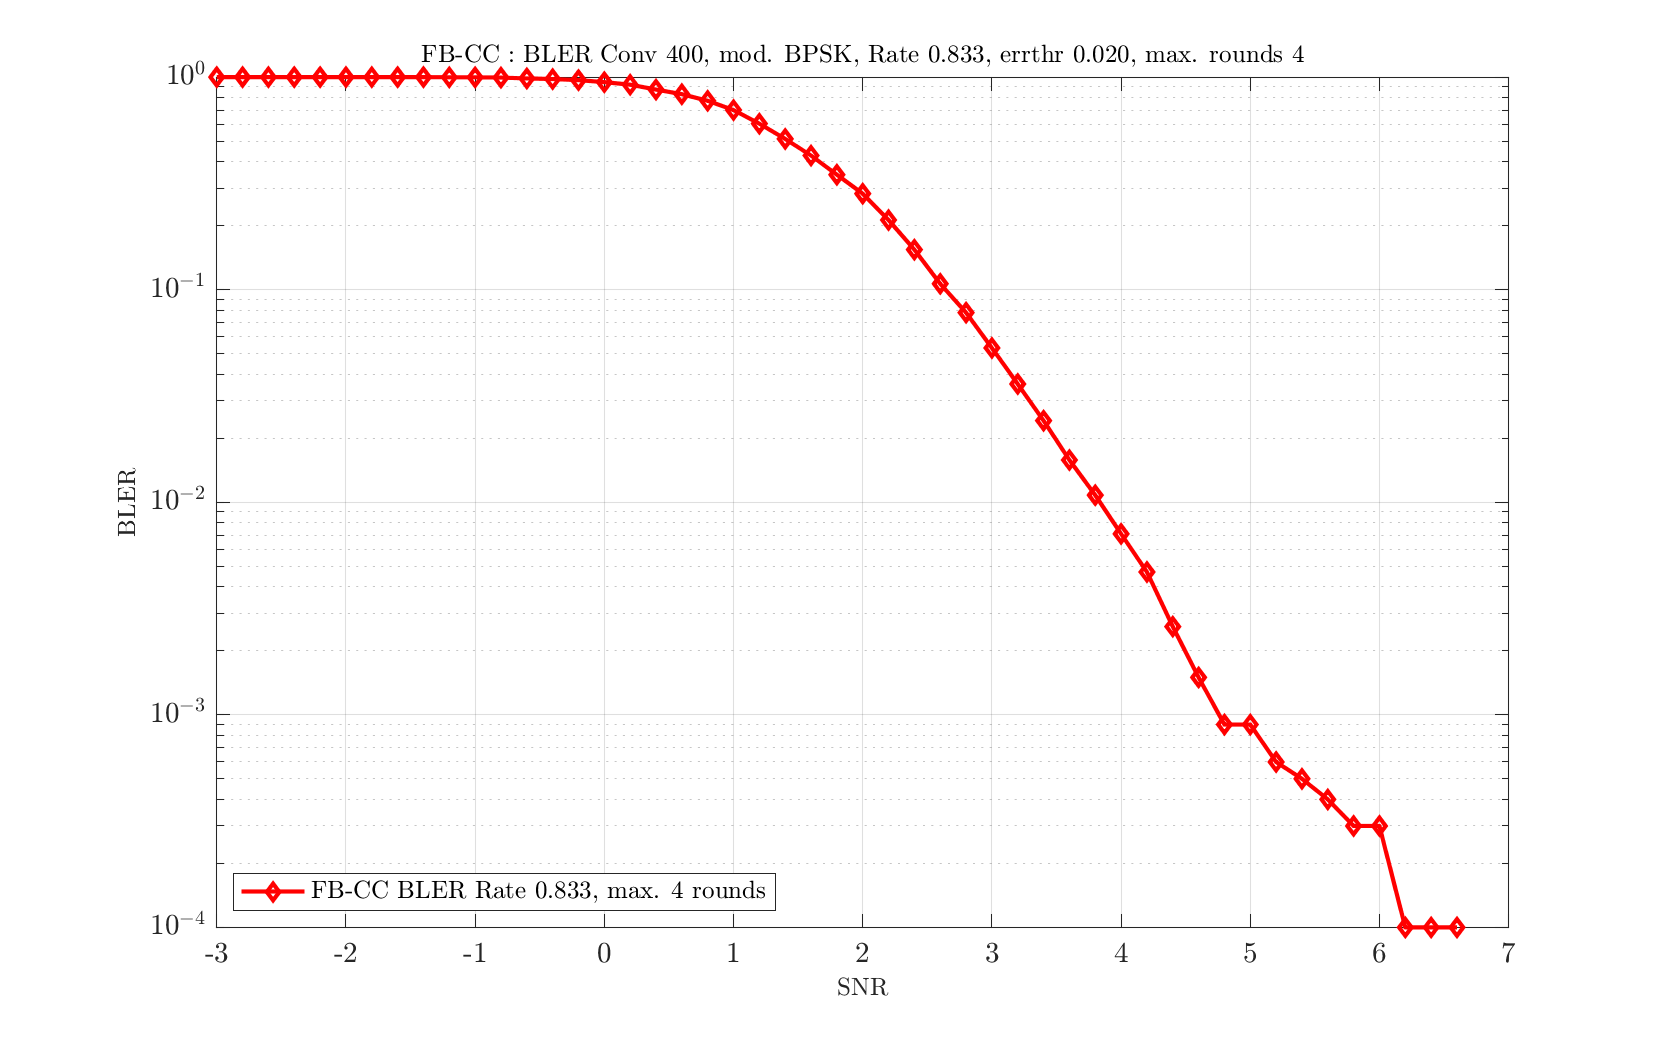 FB-CC : BLER Conv 400, mod. BPSK, Rate 0.833, errthr 0.020, max. rounds 4
10^0
10^-1
10^-2
10^-3
10^-4
BLER
FB-CC BLER Rate 0.833, max. 4 rounds
-3 -2 -1 0 1 2 3 4 5 6 7
SNR